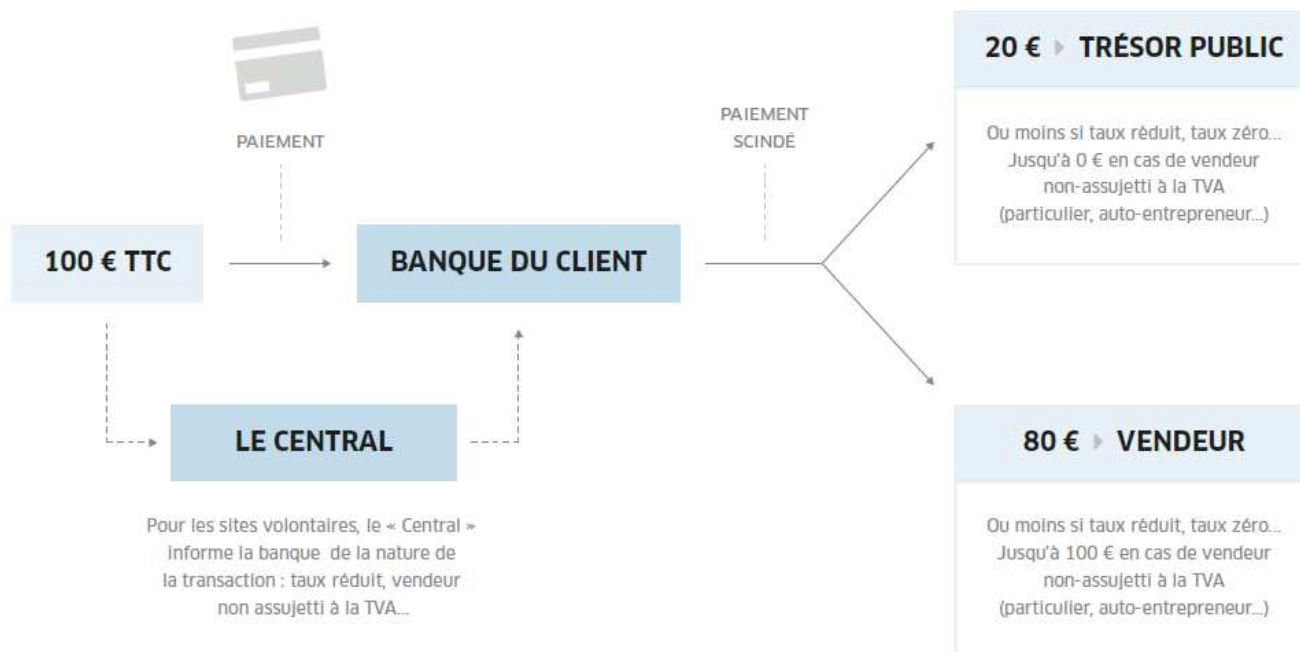 PAIEMENT
100 € TTC
BANQUE DU CLIENT
PAIEMENT
SCINDÉ
LE CENTRAL
Pour les sites volontaires, le « Central »
informe la banque de la nature de
la transaction : taux réduit, vendeur
non assujetti à la TVA...
20 € TRÉSOR PUBLIC
Ou moins si taux réduit, taux zéro...
Jusqu'à 0 € en cas de vendeur
non-assujetti à la TVA
(particulier, auto-entrepreneur...)
80 € VENDEUR
Ou moins si taux réduit, taux zéro...
Jusqu'à 100 € en cas de vendeur
non-assujetti à la TVA
(particulier, auto-entrepreneur...)